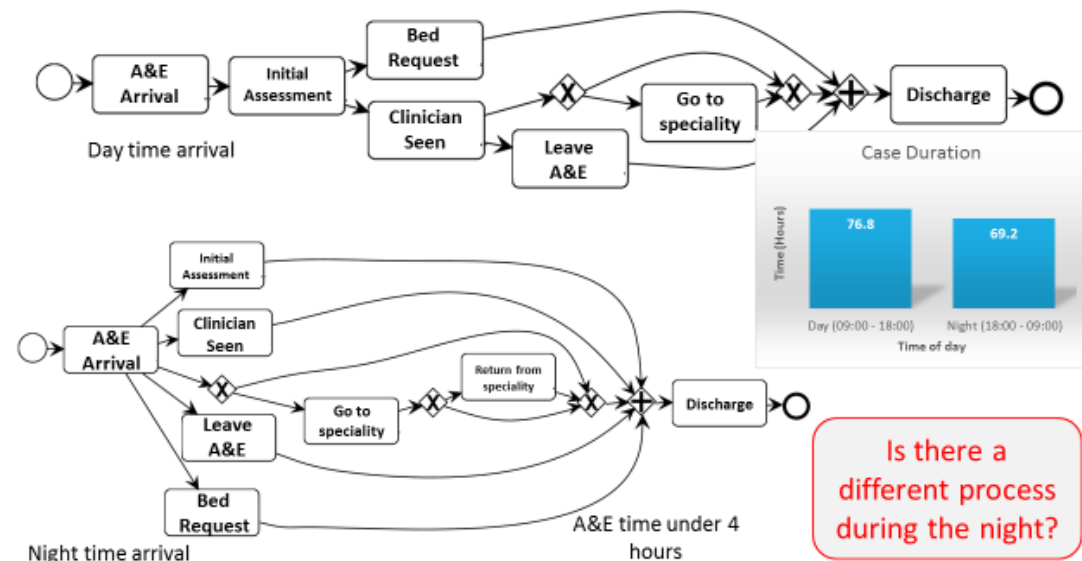 A&E
Arrival
Initial
Assessment
Bed
Request
Clinician
Seen
X
Go to
speciality
X
Leave
A&E
Discharge
Day time arrival
Case Duration
Time (Hours)
76.8
69.2
Day (09:00 - 18:00)
Night (18:00 - 09:00)
Time of day
Initial
Assessment
A&E
Arrival
Clinician
Seen
X
Go to
speciality
X
Return from
speciality
X
Leave
A&E
Bed
Request
Discharge
Night time arrival
A&E time under 4
hours
Is there a
different process
during the night?